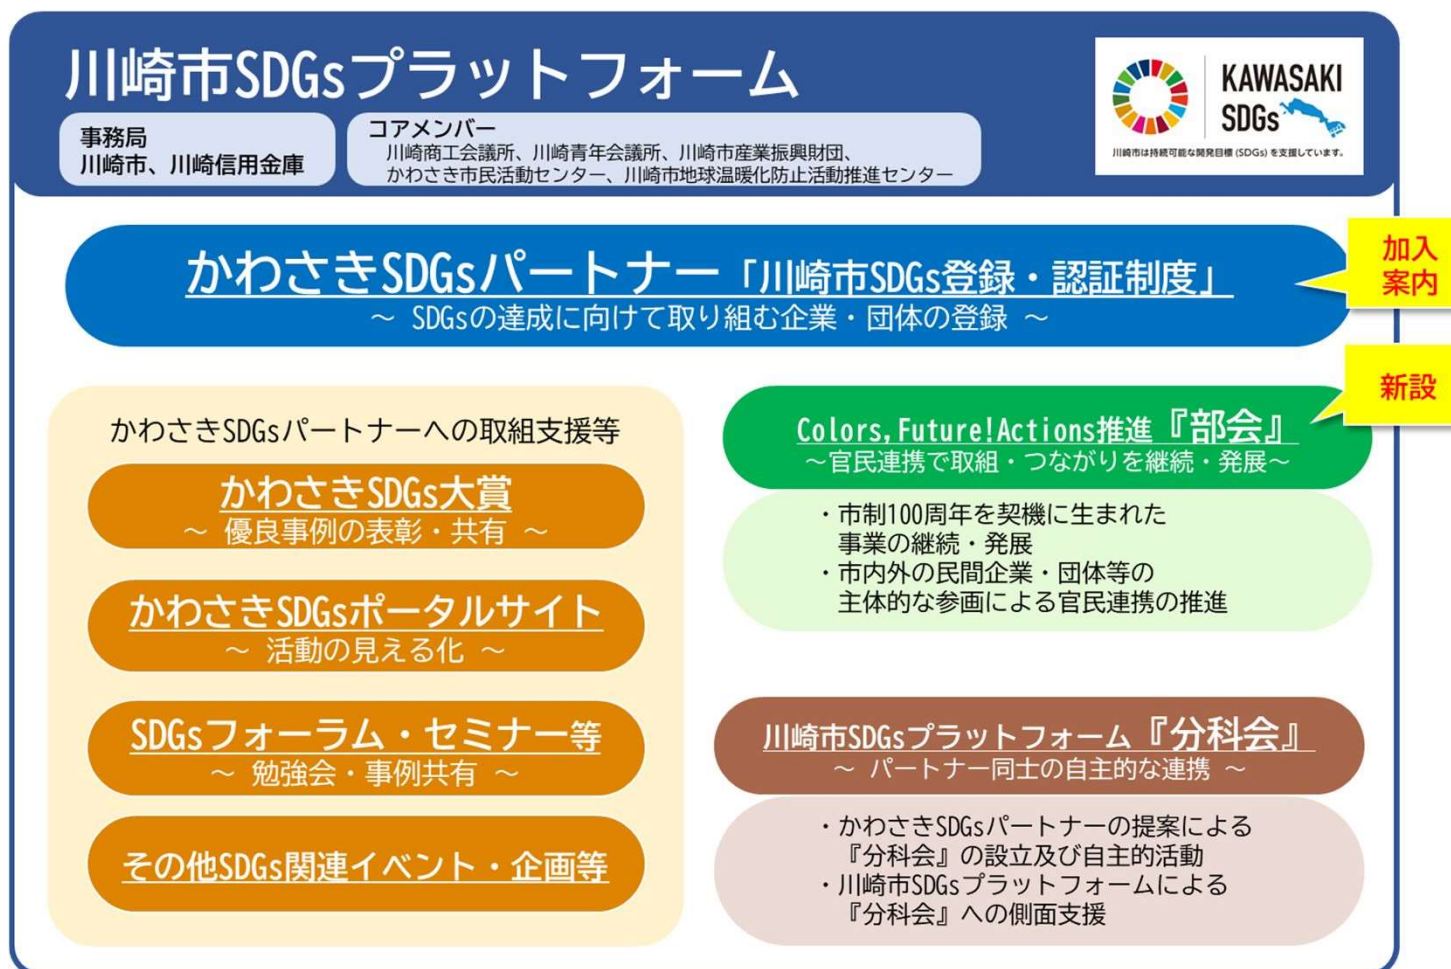 川崎市SDGsプラットフォーム
事務局
川崎市、川崎信用金庫
コアメンバー
川崎商工会議所、川崎青年会議所、川崎市産業振興財団、
かわさき市民活動センター、川崎市地球温暖化防止活動推進センター
KAWASAKI
SDGs
川崎市は持続可能な開発目標(SDGs)を支援しています。
かわさきSDGsパートナー「川崎市SDGs登録・認証制度」
～ SDGsの達成に向けて取り組む企業・団体の登録 ～
加入
案内
新設
かわさきSDGsパートナーへの取組支援等
かわさきSDGs大賞
～ 優良事例の表彰・共有 ～
かわさきSDGsポータルサイト
～ 活動の見える化 ～
SDGsフォーラム・セミナー等
～ 勉強会・事例共有 ～
その他SDGs関連イベント・企画等
Colors,Future!Actions推進『部会』
～官民連携で取組・つながりを継続・発展～
・市制100周年を契機に生まれた
事業の継続・発展
・市内外の民間企業・団体等の
主体的な参画による官民連携の推進
川崎市SDGsプラットフォーム『分科会』
～ パートナー同士の自主的な連携 ～
・かわさきSDGsパートナーの提案による
『分科会』の設立及び自主的活動
・川崎市SDGsプラットフォームによる
『分科会』への側面支援